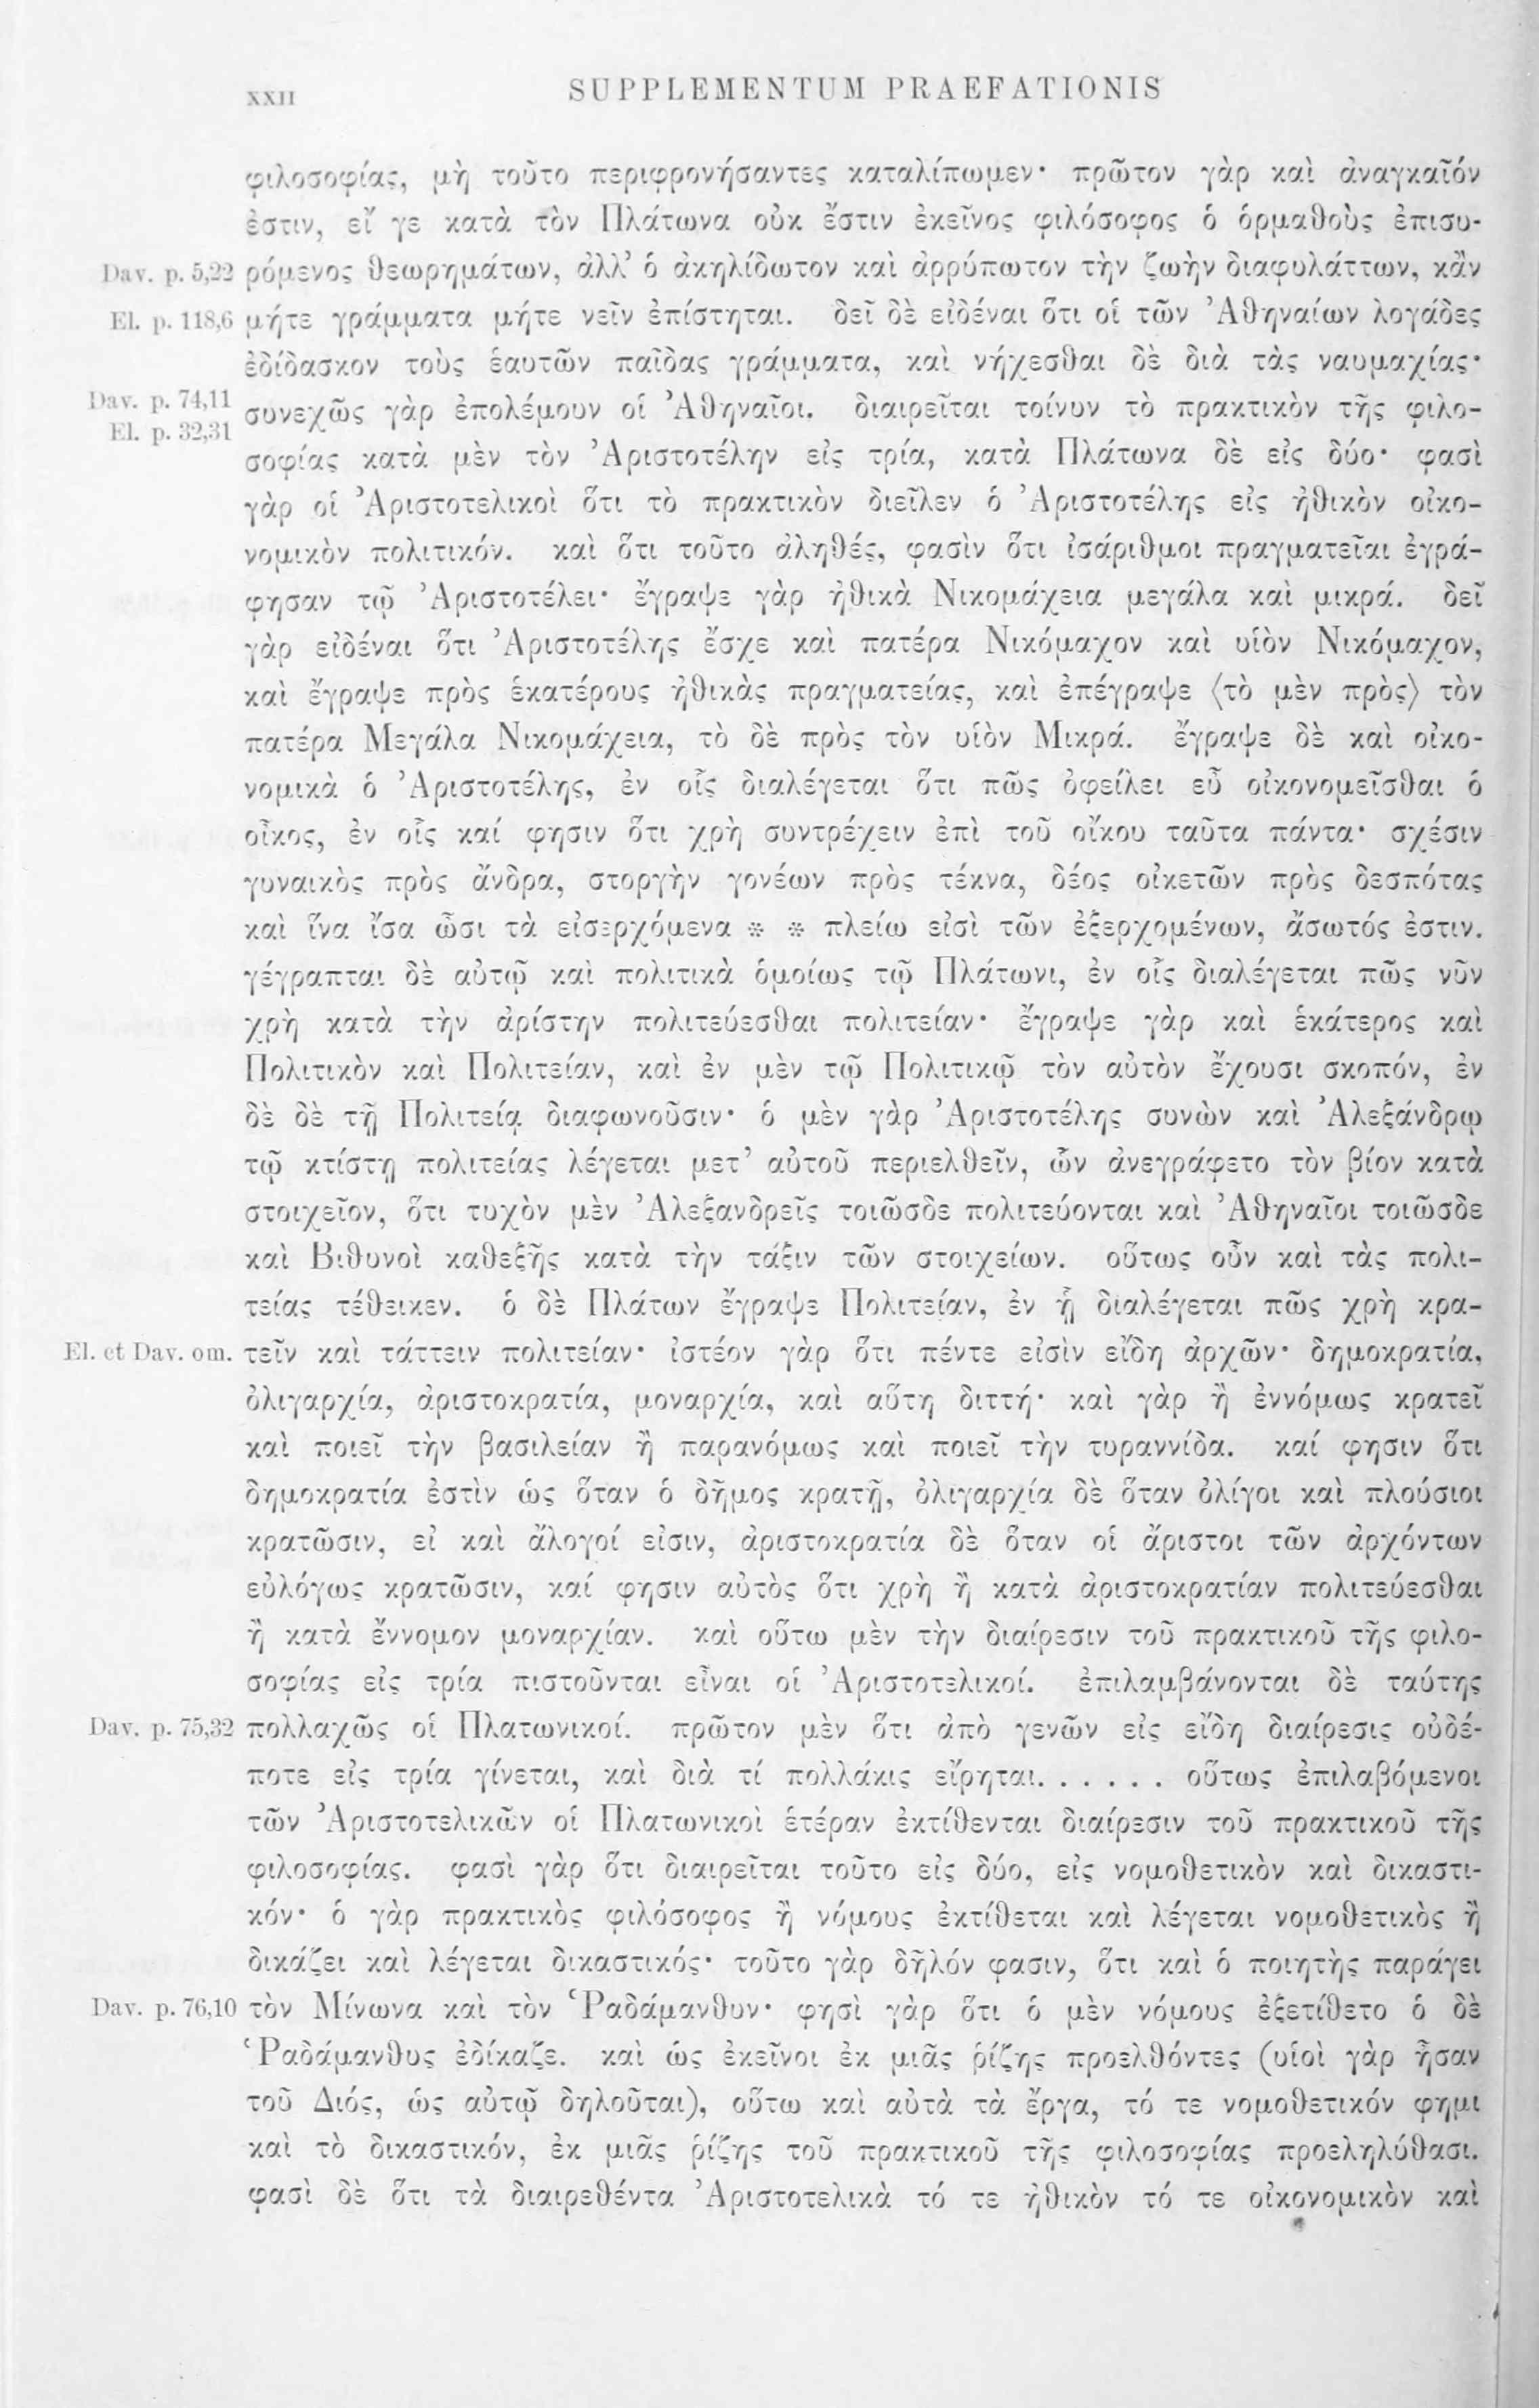 XXII SUPPLEMENTUM PRAEFATIONIS
φιλοσοφίας, μὴ τοῦτο περιφρονήσαντες καταλίπωμεν· πρῶτον γὰρ καὶ ἀναγκαῖόν
ἐστιν, εἴ γε κατὰ τὸν Πλάτωνα οὐκ ἔστιν ἐκεῖνος φιλόσοφος ὁ ὁρμαθοὺς ἐπισυ-
Dav. p. 5,22 ρόμενος θεωρημάτων, ἀλλ’ ὁ ἀκηλίδωτον καὶ ἀρρύπωτον τὴν ζωὴν διαφυλάττων, κἂν
El. p. 118,6 μήτε γράμματα μήτε νεῖν ἐπίστηται. δεῖ δὲ εἰδέναι ὅτι οἱ τῶν Ἀθηναίων λογάδες
ἐδίδασκον τοὺς ἑαυτῶν παῖδας γράμματα, καὶ νήχεσθαι δὲ διὰ τὰς ναυμαχίας·
Dav. p. 74,11 El. p. 32,31 συνεχῶς γὰρ ἐπολέμουν οἱ Ἀθηναῖοι. διαιρεῖται τοίνυν τὸ πρακτικὸν τῆς φιλο-
σοφίας κατὰ μὲν τὸν Ἀριστοτέλην εἰς τρία, κατὰ Πλάτωνα δὲ εἰς δύο· φασὶ
γὰρ οἱ Ἀριστοτελικοὶ ὅτι τὸ πρακτικὸν διεῖλεν ὁ Ἀριστοτέλης εἰς ἠθικὸν οἰκο-
νομικὸν πολιτικόν. καὶ ὅτι τοῦτο ἀληθές, φασὶν ὅτι ἰσάριθμοι πραγματεῖαι ἐγρά-
φησαν τῷ Ἀριστοτέλει· ἔγραψε γὰρ ἠθικὰ Νικομάχεια μεγάλα καὶ μικρά. δεῖ
γὰρ εἰδέναι ὅτι Ἀριστοτέλης ἔσχε καὶ πατέρα Νικόμαχον καὶ υἱὸν Νικόμαχον,
καὶ ἔγραψε πρὸς ἑκατέρους ἠθικὰς πραγματείας, καὶ ἐπέγραψε ⟨τὸ μὲν πρὸς⟩ τὸν
πατέρα Μεγάλα Νικομάχεια, τὸ δὲ πρὸς τὸν υἱὸν Μικρά. ἔγραψε δὲ καὶ οἰκο-
νομικὰ ὁ Ἀριστοτέλης, ἐν οἷς διαλέγεται ὅτι πῶς ὀφείλει εὖ οἰκονομεῖσθαι ὁ
οἶκος, ἐν οἷς καί φησιν ὅτι χρὴ συντρέχειν ἐπὶ τοῦ οἴκου ταῦτα πάντα· σχέσιν
γυναικὸς πρὸς ἄνδρα, στοργὴν γονέων πρὸς τέκνα, δέος οἰκετῶν πρὸς δεσπότας
καὶ ἵνα ἴσα ὦσι τὰ εἰσερχόμενα * * πλείω εἰσὶ τῶν ἐξερχομένων, ἄσωτός ἐστιν.
γέγραπται δὲ αὐτῷ καὶ πολιτικὰ ὁμοίως τῷ Πλάτωνι, ἐν οἷς διαλέγεται πῶς νῦν
χρὴ κατὰ τὴν ἀρίστην πολιτεύεσθαι πολιτείαν· ἔγραψε γὰρ καὶ ἑκάτερος καὶ
Πολιτικὸν καὶ Πολιτείαν, καὶ ἐν μὲν τῷ Πολιτικῷ τὸν αὐτὸν ἔχουσι σκοπόν, ἐν
δὲ δὲ τῇ Πολιτείᾳ διαφωνοῦσιν· ὁ μὲν γὰρ Ἀριστοτέλης συνὼν καὶ Ἀλεξάνδρῳ
τῷ κτίστῃ πολιτείας λέγεται μετ’ αὐτοῦ περιελθεῖν, ὧν ἀνεγράφετο τὸν βίον κατὰ
στοιχεῖον, ὅτι τυχὸν μὲν Ἀλεξανδρεῖς τοιῶσδε πολιτεύονται καὶ Ἀθηναῖοι τοιῶσδε
καὶ Βιθυνοὶ καθεξῆς κατὰ τὴν τάξιν τῶν στοιχείων. οὕτως οὖν καὶ τὰς πολι-
τείας τέθεικεν. ὁ δὲ Πλάτων ἔγραψε Πολιτείαν, ἐν ᾗ διαλέγεται πῶς χρὴ κρα-
El. et Dav. om. τεῖν καὶ τάττειν πολιτείαν· ἰστέον γὰρ ὅτι πέντε εἰσὶν εἴδη ἀρχῶν· δημοκρατία,
ὀλιγαρχία, ἀριστοκρατία, μοναρχία, καὶ αὕτη διττή· καὶ γὰρ ἢ ἐννόμως κρατεῖ
καὶ ποιεῖ τὴν βασιλείαν ἢ παρανόμως καὶ ποιεῖ τὴν τυραννίδα. καί φησιν ὅτι
δημοκρατία ἐστὶν ὡς ὅταν ὁ δῆμος κρατῇ, ὀλιγαρχία δὲ ὅταν ὀλίγοι καὶ πλούσιοι
κρατῶσιν, εἰ καὶ ἄλογοί εἰσιν, ἀριστοκρατία δὲ ὅταν οἱ ἄριστοι τῶν ἀρχόντων
εὐλόγως κρατῶσιν, καί φησιν αὐτὸς ὅτι χρὴ ἢ κατὰ ἀριστοκρατίαν πολιτεύεσθαι
ἢ κατὰ ἔννομον μοναρχίαν. καὶ οὕτω μὲν τὴν διαίρεσιν τοῦ πρακτικοῦ τῆς φιλο-
σοφίας εἰς τρία πιστοῦνται εἶναι οἱ Ἀριστοτελικοί. ἐπιλαμβάνονται δὲ ταύτης
Dav. p. 75,32 πολλαχῶς οἱ Πλατωνικοί. πρῶτον μὲν ὅτι ἀπὸ γενῶν εἰς εἴδη διαίρεσις οὐδέ-
ποτε εἰς τρία γίνεται, καὶ διὰ τί πολλάκις εἴρηται. . . . . . οὕτως ἐπιλαβόμενοι
τῶν Ἀριστοτελικῶν οἱ Πλατωνικοὶ ἑτέραν ἐκτίθενται διαίρεσιν τοῦ πρακτικοῦ τῆς
φιλοσοφίας. φασὶ γὰρ ὅτι διαιρεῖται τοῦτο εἰς δύο, εἰς νομοθετικὸν καὶ δικαστι-
κόν· ὁ γὰρ πρακτικὸς φιλόσοφος ἢ νόμους ἐκτίθεται καὶ λέγεται νομοθετικὸς ἢ
δικάζει καὶ λέγεται δικαστικός· τοῦτο γὰρ δῆλόν φασιν, ὅτι καὶ ὁ ποιητὴς παράγει
Dav. p. 76,10 τὸν Μίνωνα καὶ τὸν Ῥαδάμανθυν· φησὶ γὰρ ὅτι ὁ μὲν νόμους ἐξετίθετο ὁ δὲ
Ῥαδάμανθυς ἐδίκαζε. καὶ ὡς ἐκεῖνοι ἐκ μιᾶς ῥίζης προελθόντες (υἱοὶ γὰρ ἦσαν
τοῦ Διός, ὡς αὐτῷ δηλοῦται), οὕτω καὶ αὐτὰ τὰ ἔργα, τό τε νομοθετικόν φημι
καὶ τὸ δικαστικόν, ἐκ μιᾶς ῥίζης τοῦ πρακτικοῦ τῆς φιλοσοφίας προεληλύθασι.
φασὶ δὲ ὅτι τὰ διαιρεθέντα Ἀριστοτελικὰ τό τε ἠθικὸν τό τε οἰκονομικὸν καὶ